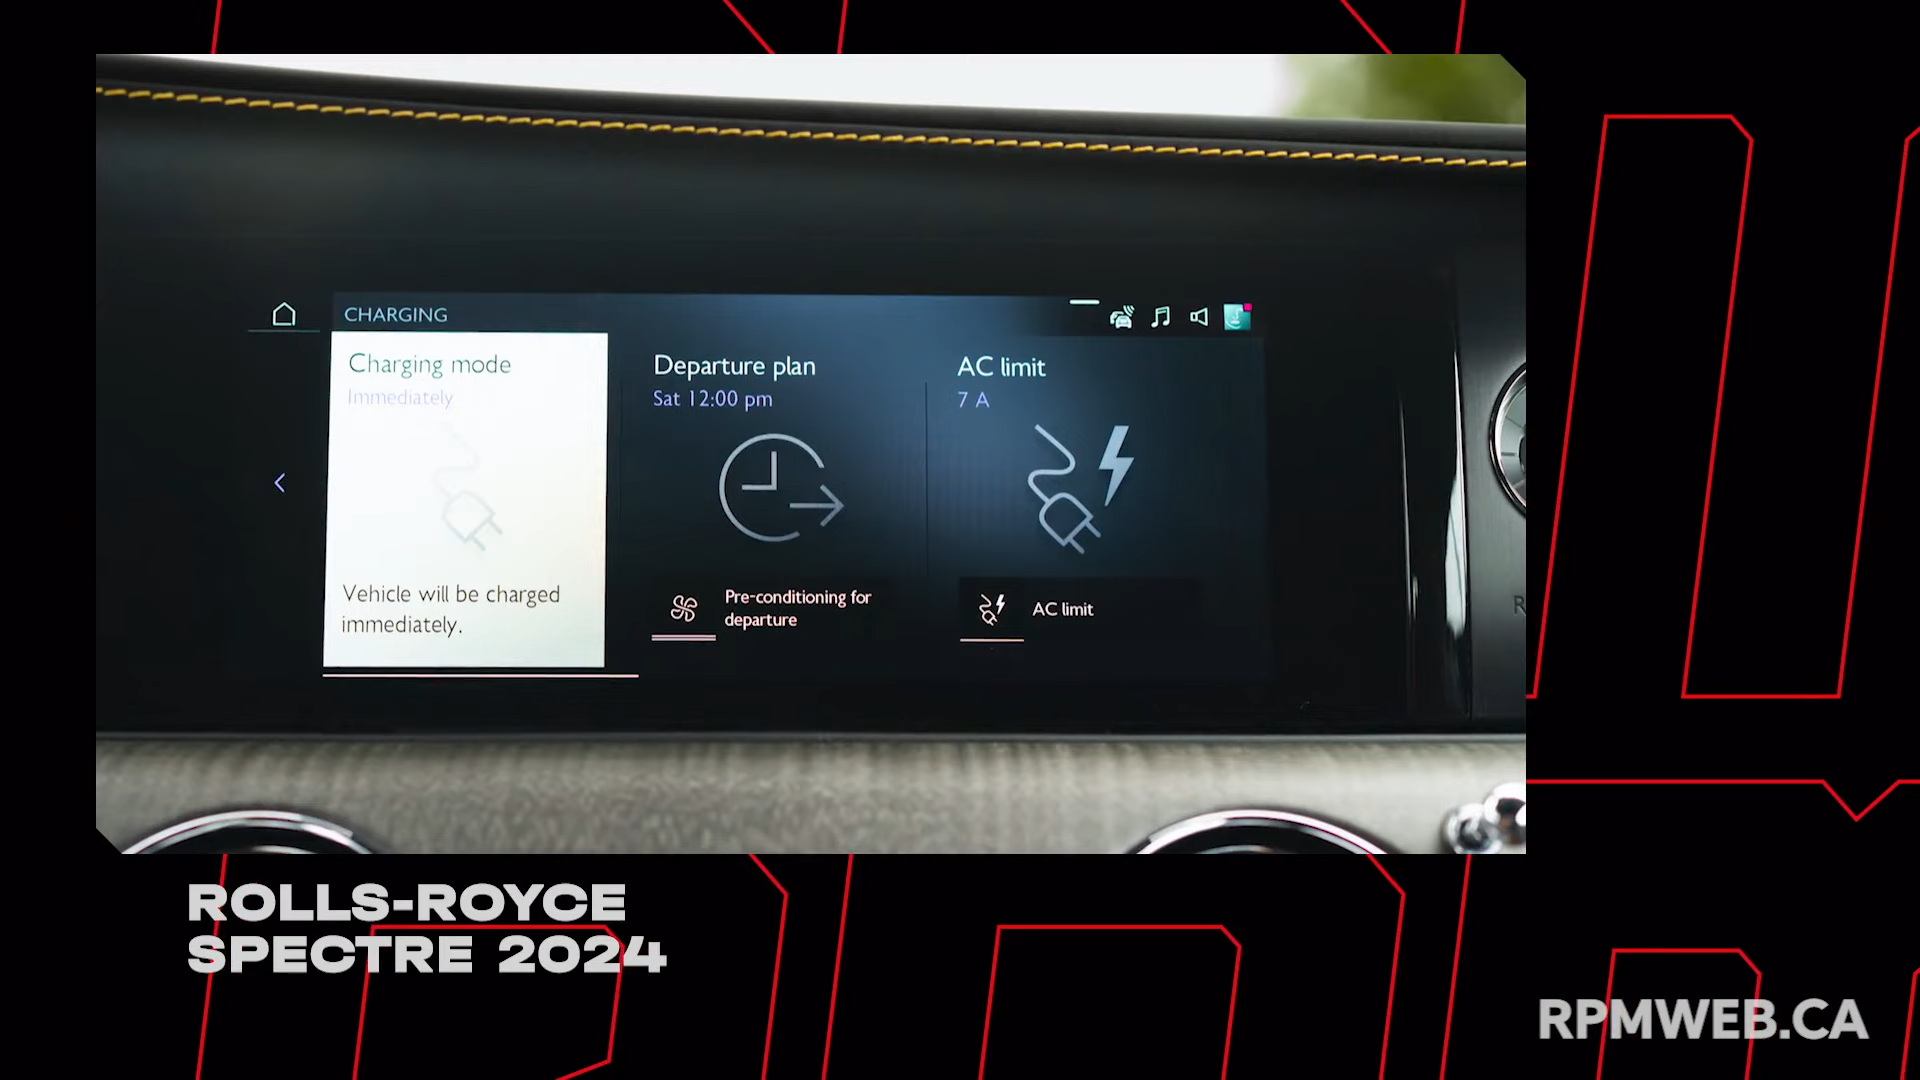 CHARGING
Charging mode
Immediately
Vehicle will be charged
immediately.
Departure plan
Sat 12:00 pm
Pre-conditioning for
departure
AC limit
7 A
AC limit
R
ROLLS-ROYCE
SPECTRE 2024
RPMWEB.CA